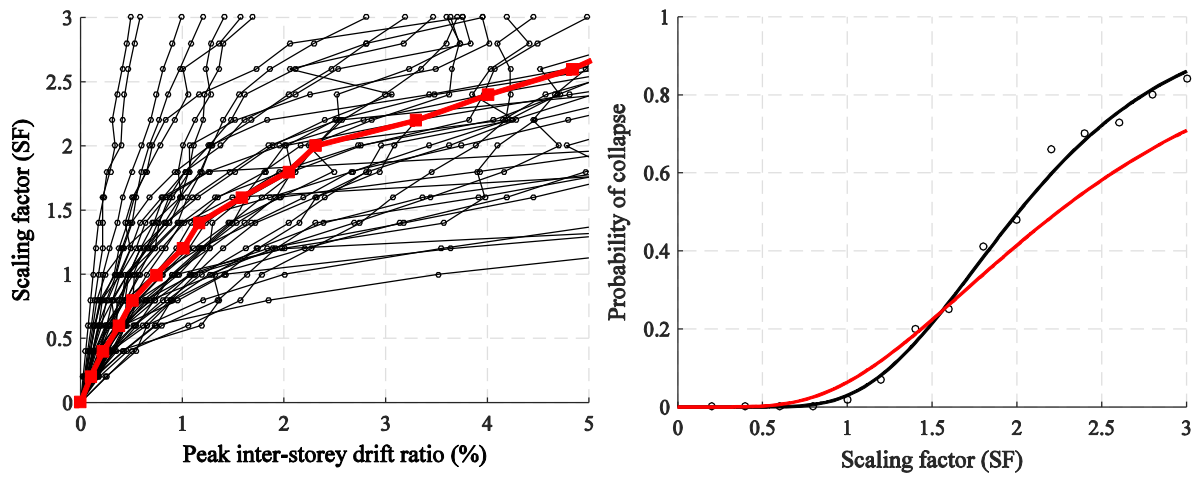 3
2.5
2
1.5
1
0.5
0
0 1 2 3 4 5
Scaling factor (SF)
Peak inter-storey drift ratio (%)
1
0.8
0.6
0.4
0.2
0
0 0.5 1 1.5 2 2.5 3
Probability of collapse
Scaling factor (SF)